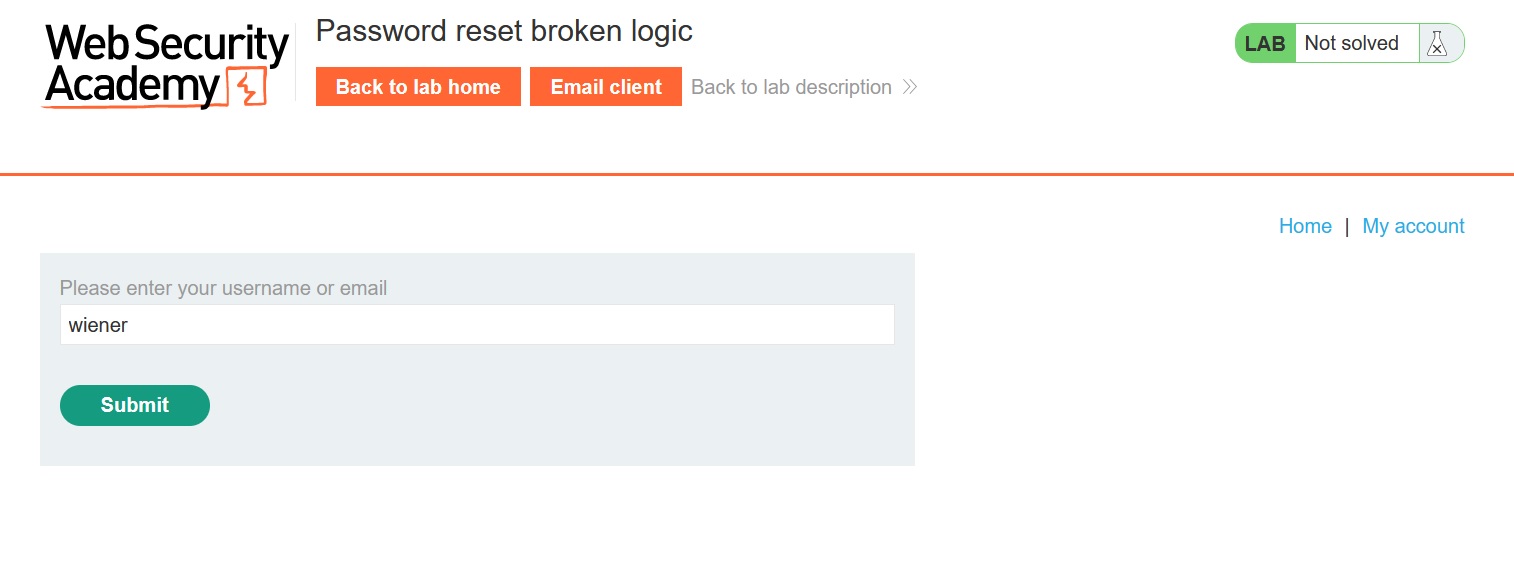 Web Security
Academy
Password reset broken logic
Back to lab home
Email client
Back to lab description
LAB
Not solved
Home | My account
Please enter your username or email
wiener
Submit